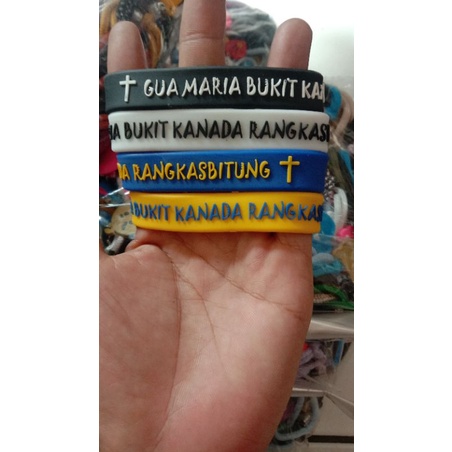 ✝ GUA MARIA BUKIT
BUKIT KANADA
RANGKASBITUNG ✝
BUKIT KANADA